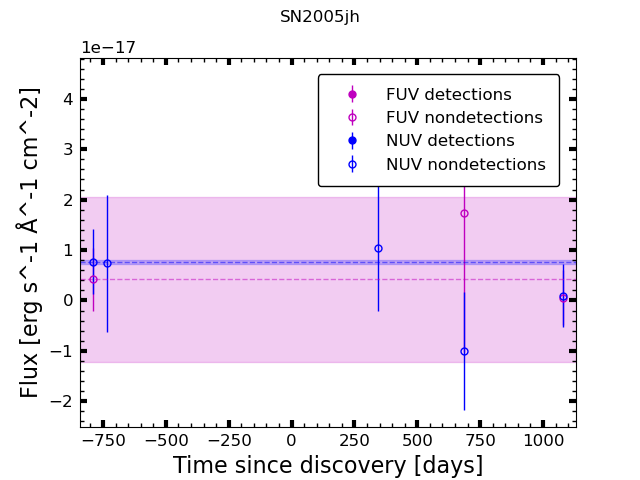 SN2005jh
1e−17
FUV detections
FUV nondetections
NUV detections
NUV nondetections
4
3
2
1
0
−1
−2
Flux [erg s^-1 Å^-1 cm^-2]
−750 −500 −250 0 250 500 750 1000
Time since discovery [days]